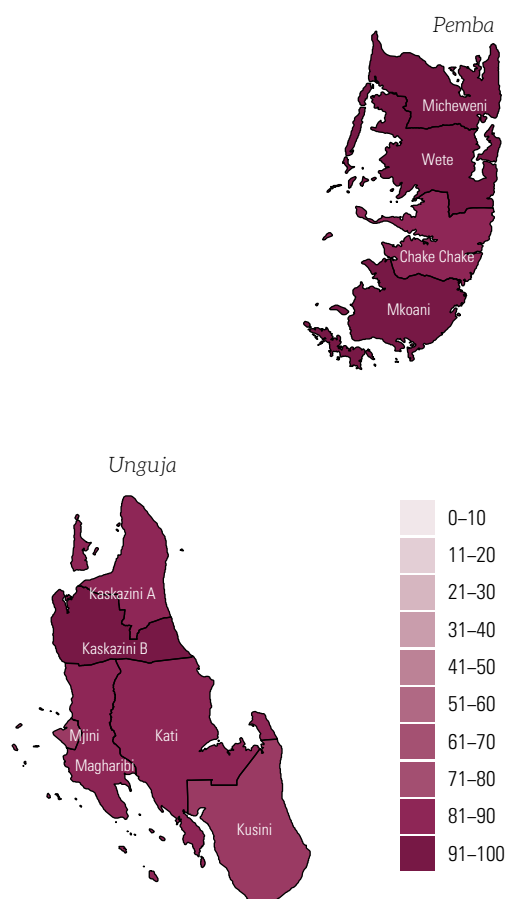 Pemba
Micheweni
Wete
Chake Chake
Mkoani
Unguja
Kaskazini A
Kaskazini B
Mjini
Kati
Magharibi
Kusini
0–10
11–20
21–30
31–40
41–50
51–60
61–70
71–80
81–90
91–100